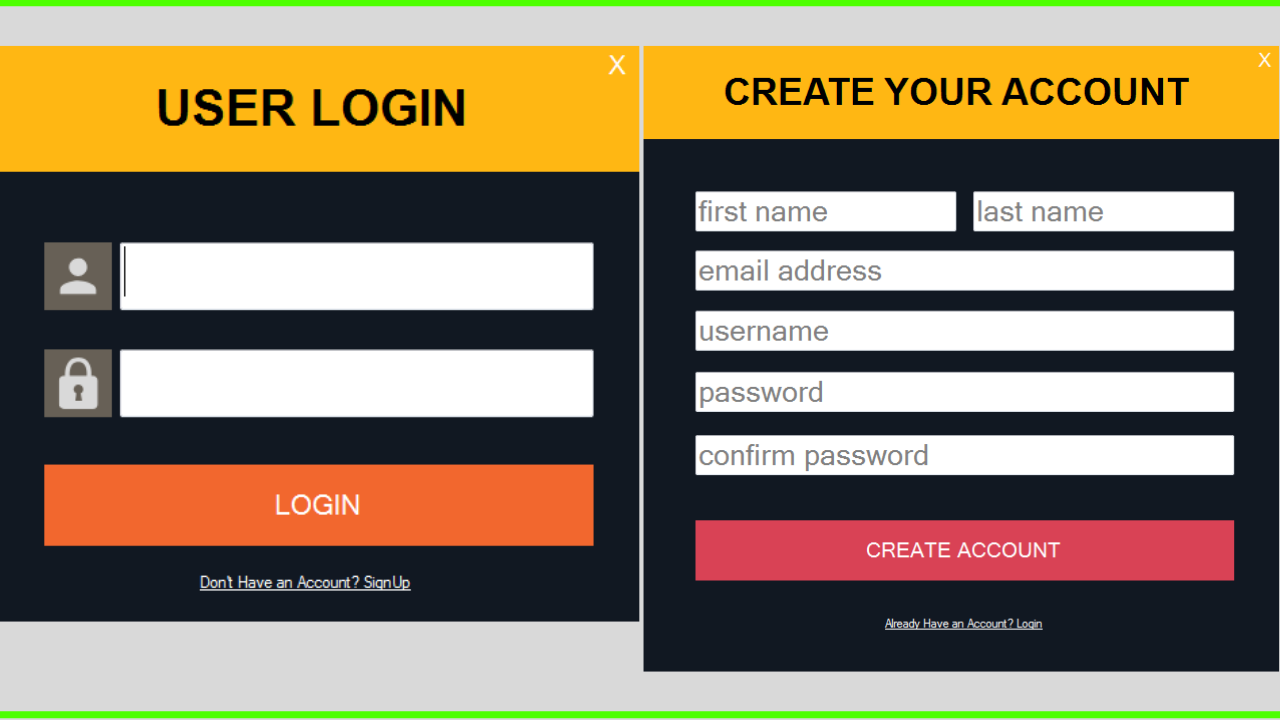 X
USER LOGIN
LOGIN
Don't Have an Account? SignUp
X
CREATE YOUR ACCOUNT
first name
last name
email address
username
password
confirm password
CREATE ACCOUNT
Already Have an Account? Login